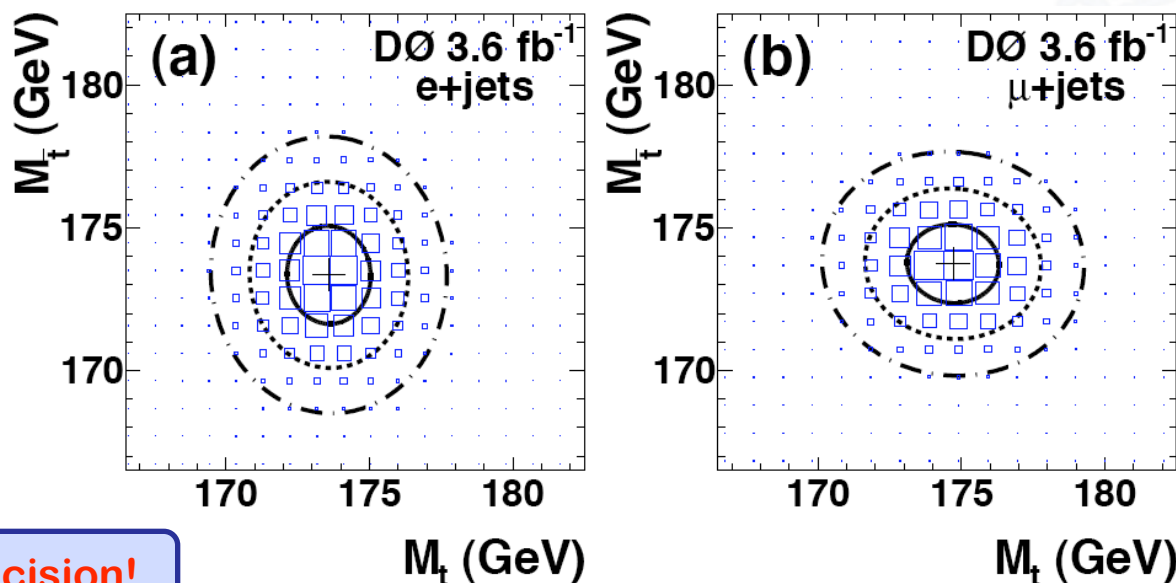 (a)
DØ 3.6 fb-1
e+jets
M_t̄ (GeV)
180
175
170
170 175 180
M_t (GeV)
(b)
DØ 3.6 fb-1
μ+jets
M_t̄ (GeV)
180
175
170
170 175 180
M_t (GeV)